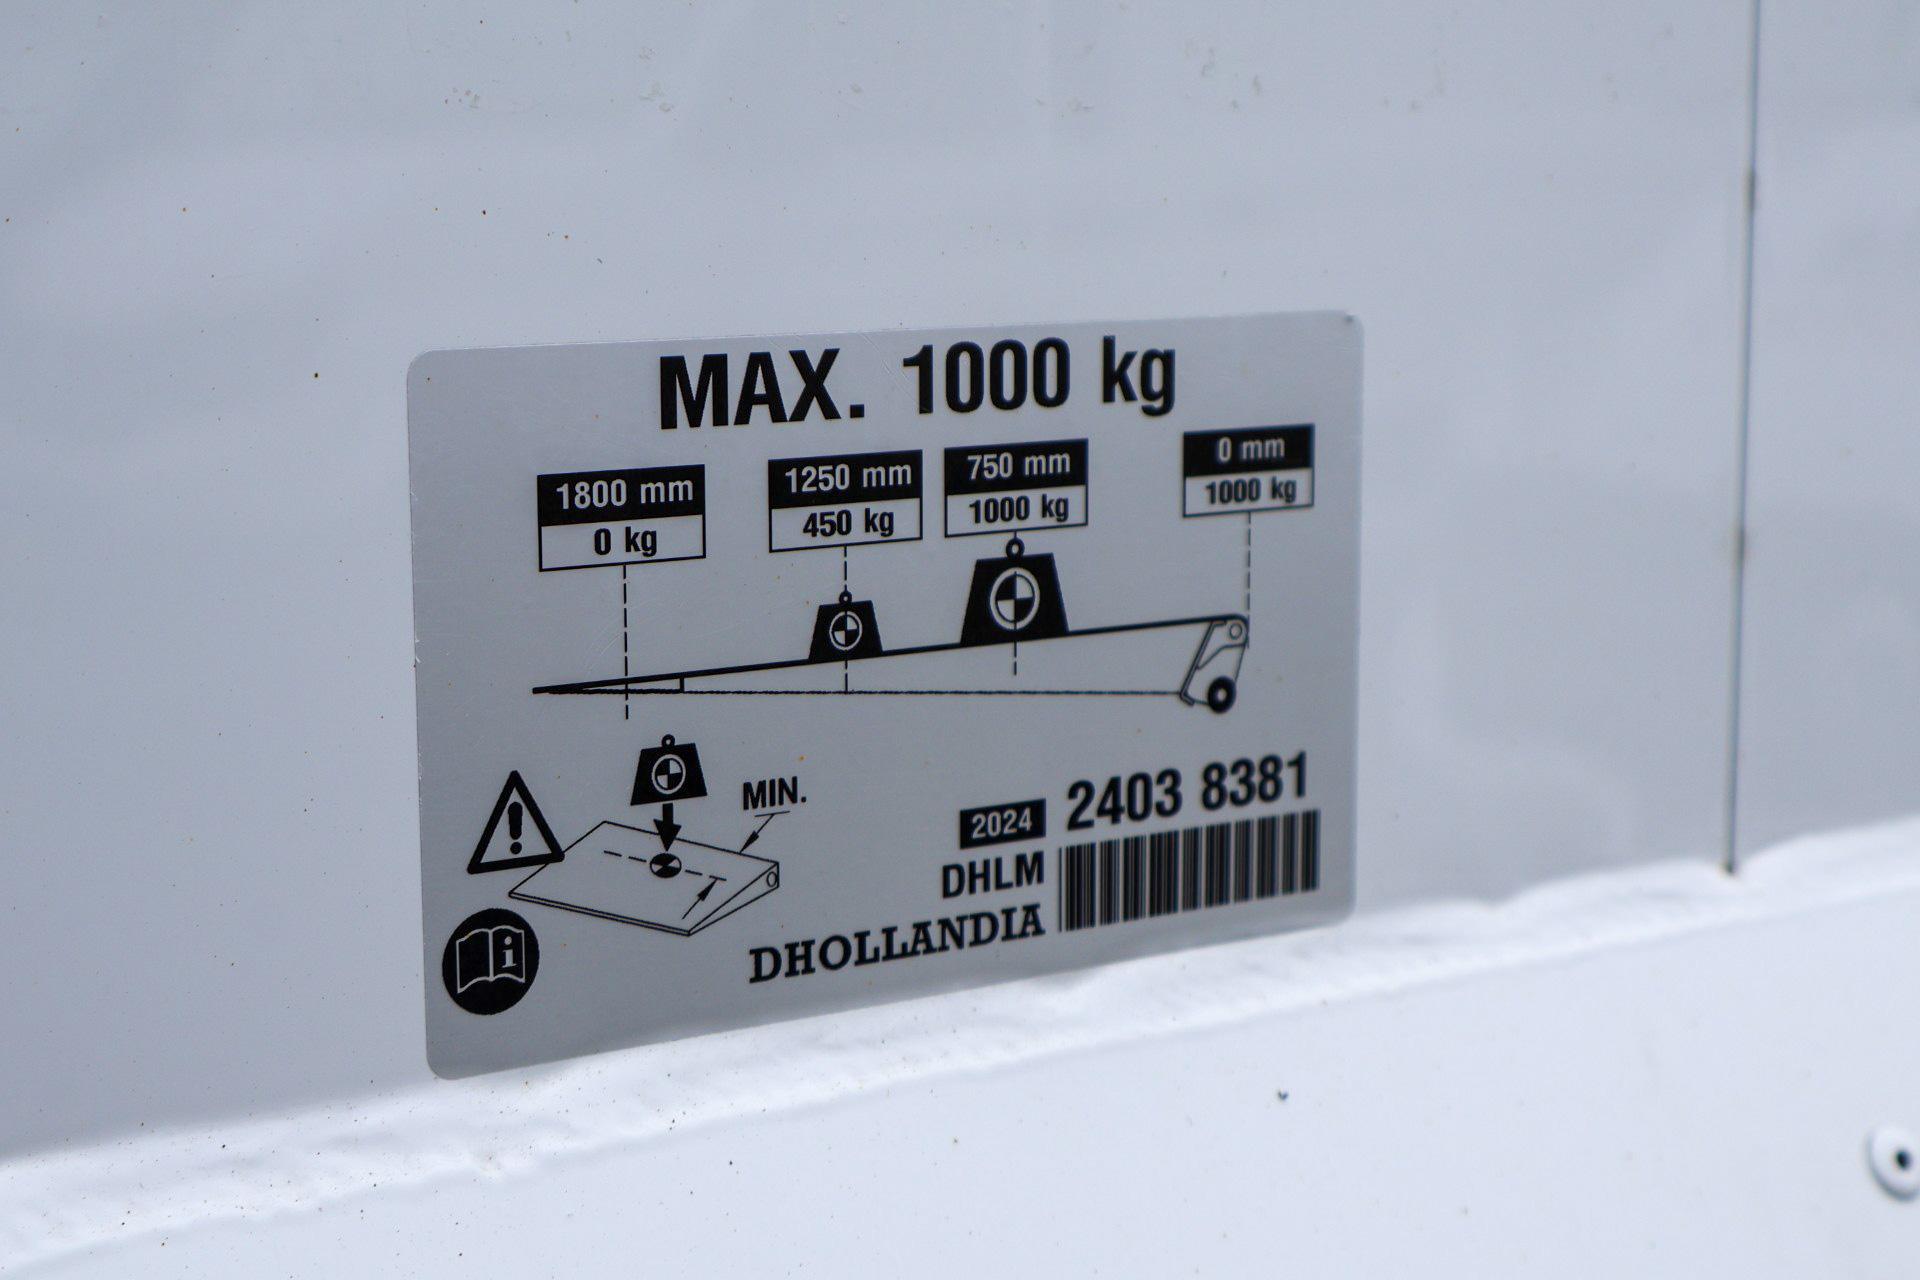 MAX. 1000 kg
1800 mm
0 kg
1250 mm
450 kg
750 mm
1000 kg
0 mm
1000 kg
MIN.
i
2024 2403 8381
DHLM
DHOLLANDIA